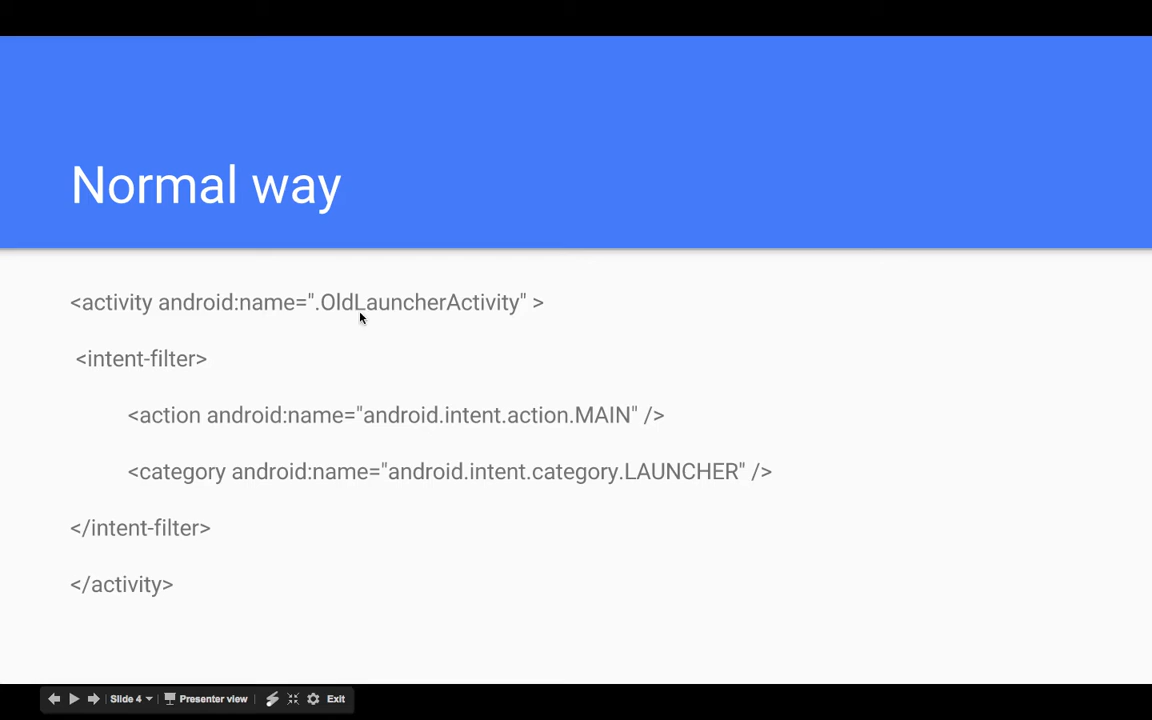 Normal way
<activity android:name=".OldLauncherActivity" >
<intent-filter>
<action android:name="android.intent.action.MAIN" />
<category android:name="android.intent.category.LAUNCHER" />
</intent-filter>
</activity>
Slide 4 Presenter view Exit